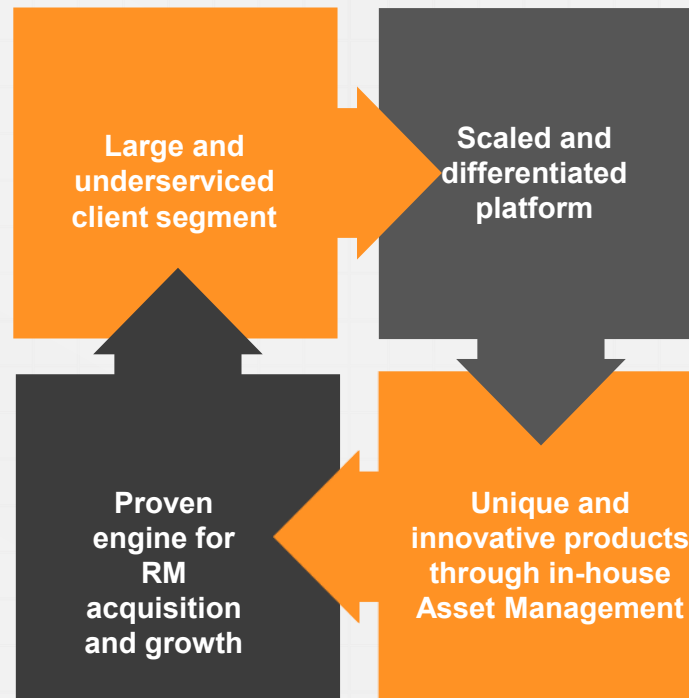 Large and
underserviced
client segment
Scaled and
differentiated
platform
Proven
engine for
RM
acquisition
and growth
Unique and
innovative products
through in-house
Asset Management